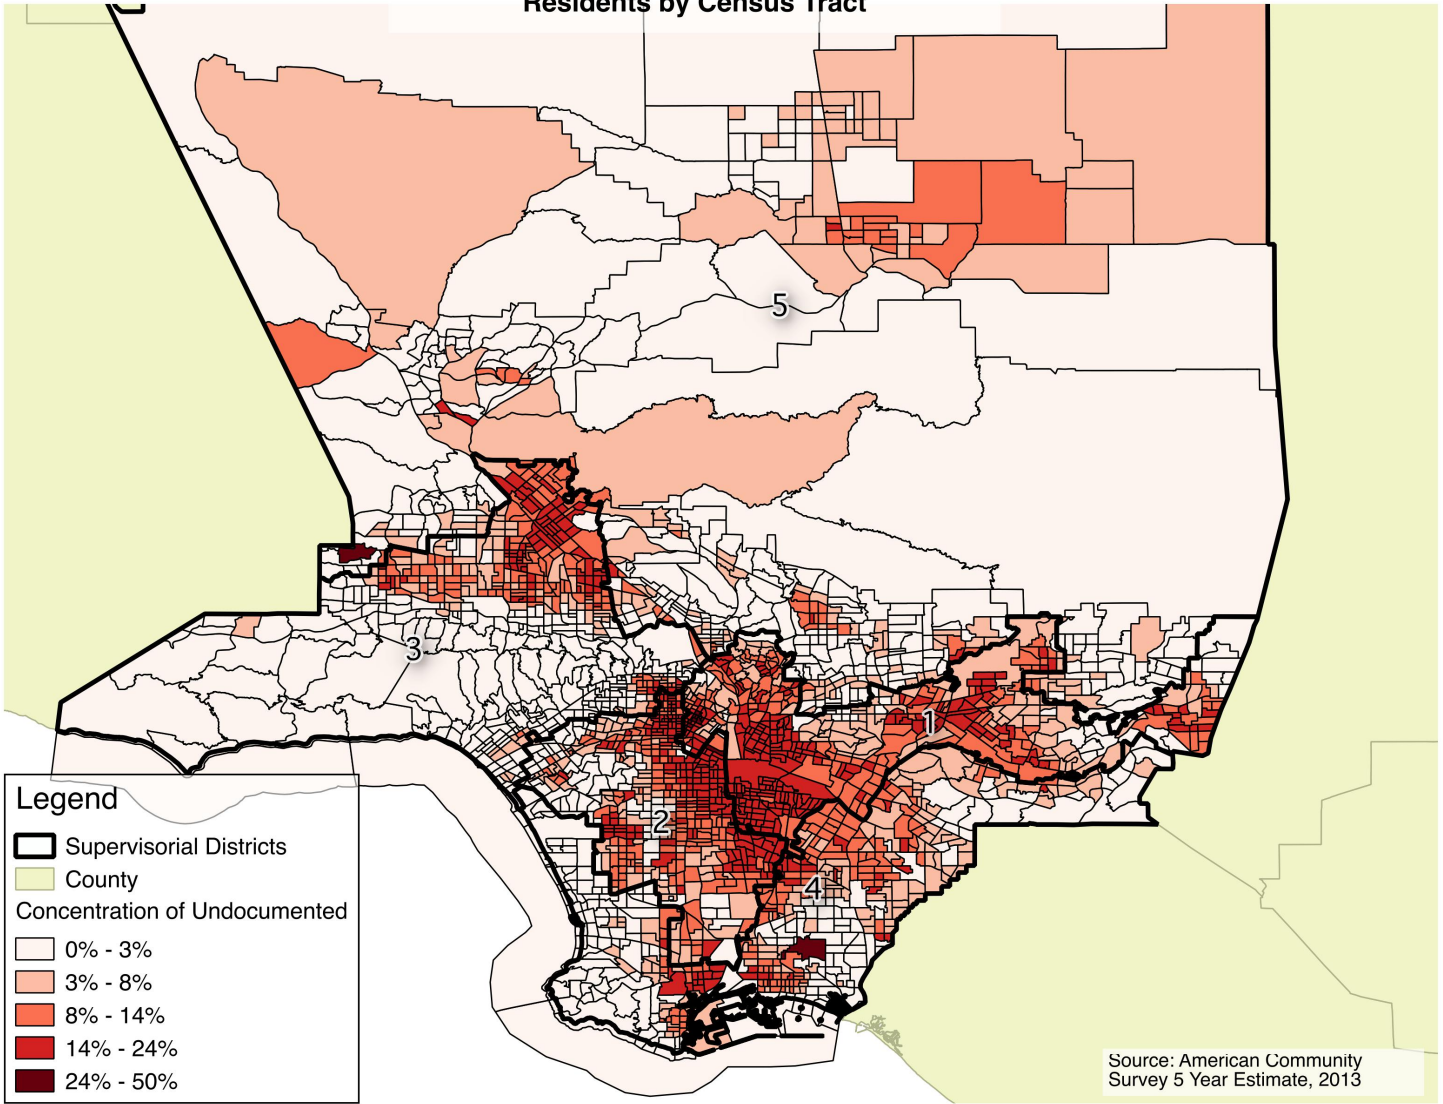 Residents by Census Tract
5
3
1
2
4
Legend
Supervisorial Districts
County
Concentration of Undocumented
0% - 3%
3% - 8%
8% - 14%
14% - 24%
24% - 50%
Source: American Community
Survey 5 Year Estimate, 2013